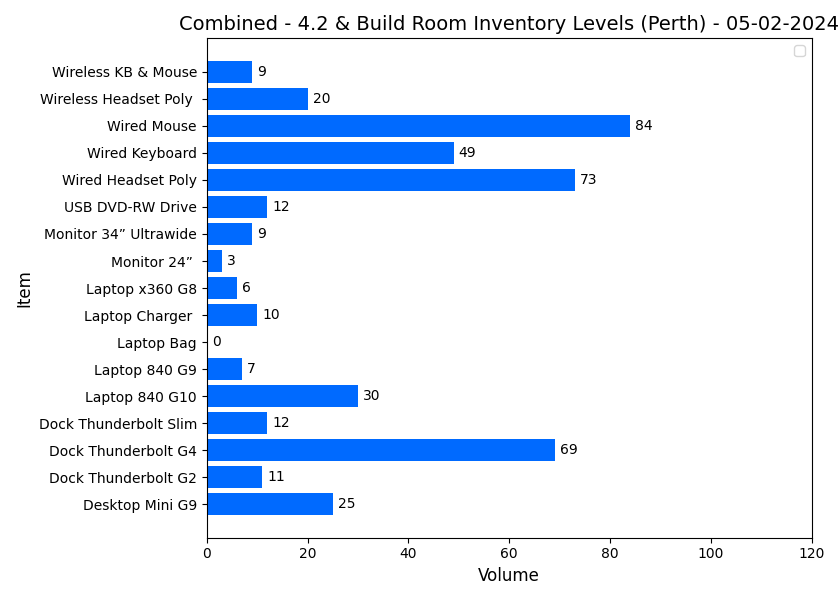 Combined - 4.2 & Build Room Inventory Levels (Perth) - 05-02-2024
Wireless KB & Mouse 9
Wireless Headset Poly 20
Wired Mouse 84
Wired Keyboard 49
Wired Headset Poly 73
USB DVD-RW Drive 12
Monitor 34” Ultrawide 9
Monitor 24” 3
Laptop x360 G8 6
Laptop Charger 10
Laptop Bag 0
Laptop 840 G9 7
Laptop 840 G10 30
Dock Thunderbolt Slim 12
Dock Thunderbolt G4 69
Dock Thunderbolt G2 11
Desktop Mini G9 25
Item
0 20 40 60 80 100 120
Volume